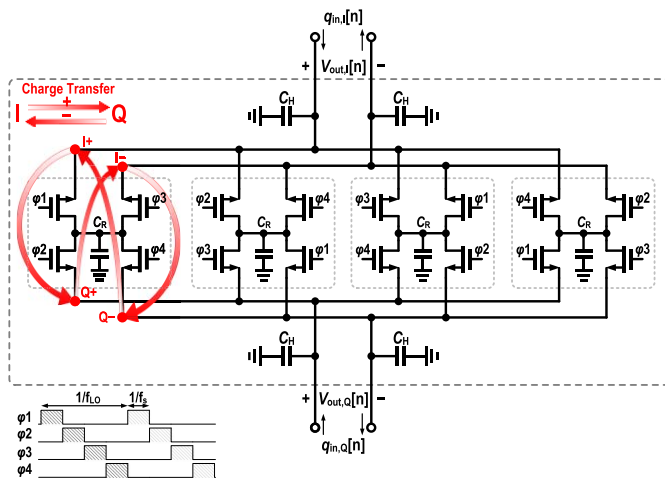 q_in,I[n]
+ V_out,I[n] −
Charge Transfer
+
I Q
−
C_H C_H
I+ I−
φ1 φ3 φ2 φ4 φ3 φ1 φ4 φ2
C_R C_R C_R C_R
φ2 φ4 φ3 φ1 φ4 φ2 φ1 φ3
Q+
Q−
C_H C_H
1/f_LO 1/f_s
+ V_out,Q[n] −
φ1
φ2
q_in,Q[n]
φ3
φ4